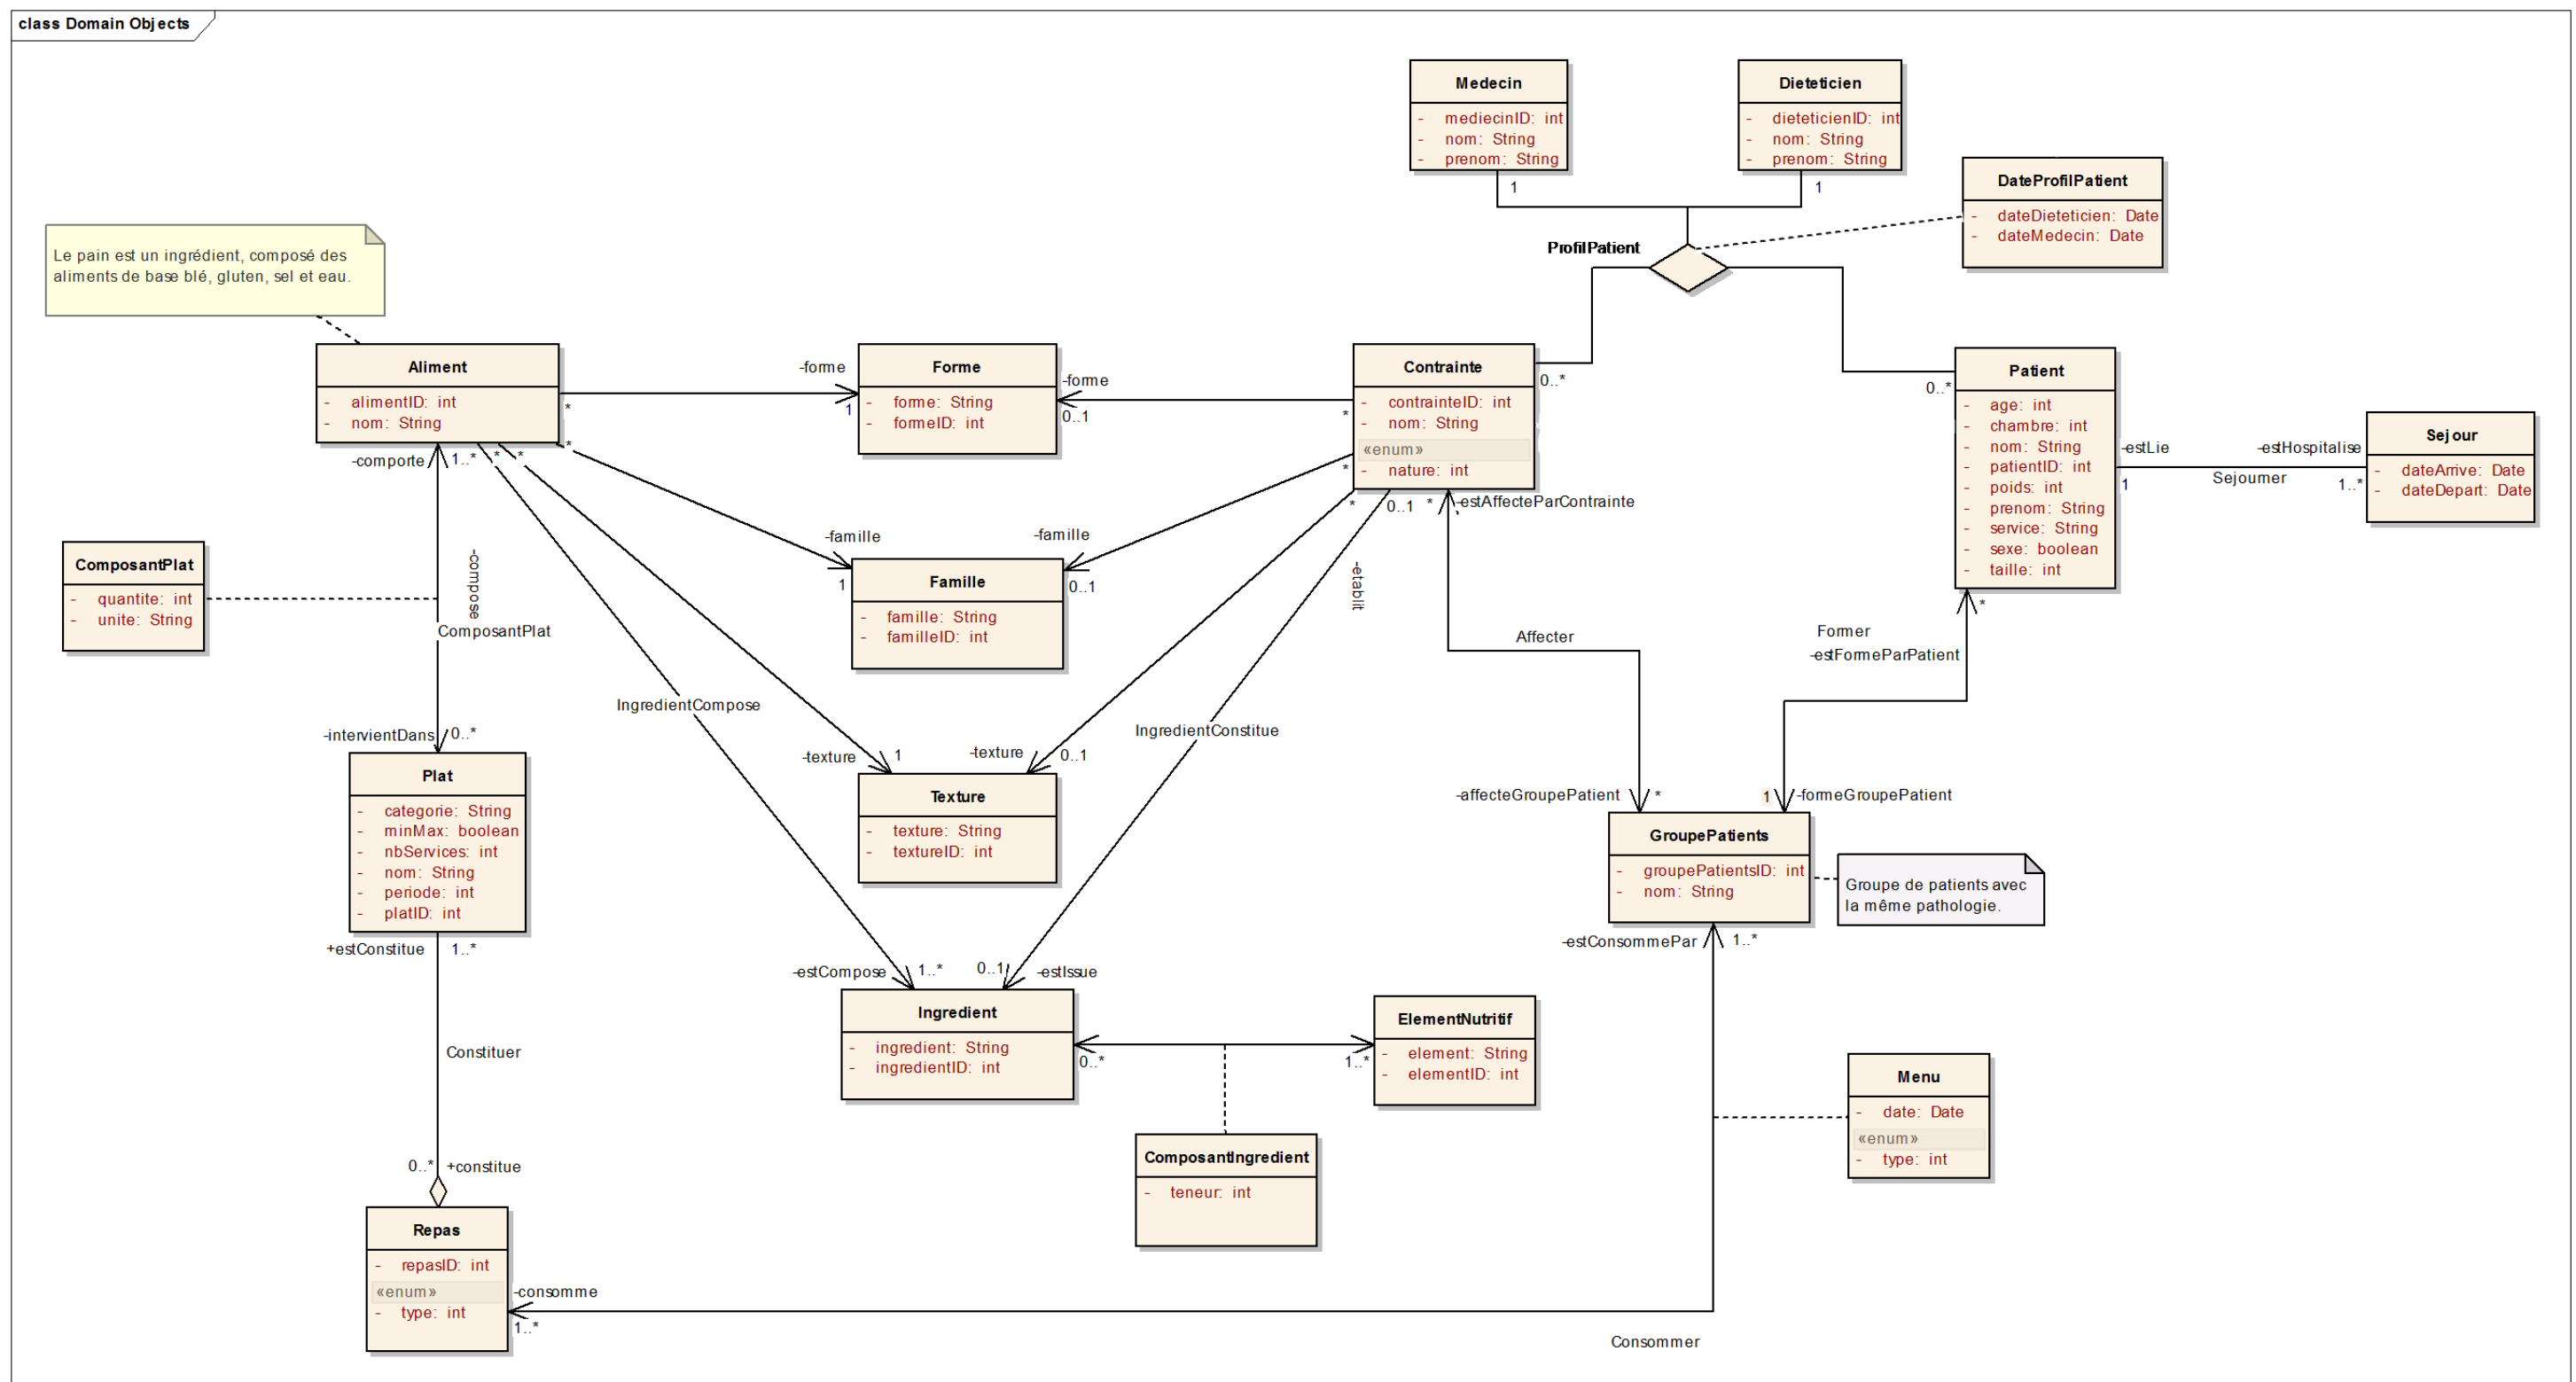 class Domain Objects
Medecin
- mediecinID: int
- nom: String
- prenom: String
1
Dieteticien
- dieteticienID: int
- nom: String
- prenom: String
1
DateProfilPatient
- dateDieteticien: Date
- dateMedecin: Date
ProfilPatient
Le pain est un ingrédient, composé des
aliments de base blé, gluten, sel et eau.
Aliment
- alimentID: int
- nom: String
-forme
1
*
Forme
- forme: String
- formeID: int
-forme
0..1
*
Contrainte
- contrainteID: int
- nom: String
«enum»
- nature: int
0..*
0..*
Patient
- age: int
- chambre: int
- nom: String
- patientID: int
- poids: int
- prenom: String
- service: String
- sexe: boolean
- taille: int
-estLie
1
Sejourner
-estHospitalise
1..*
Sejour
- dateArrive: Date
- dateDepart: Date
-comporte
1..*
*
*
*
-famille
1
-famille
0..1
*
*
0..1
*
-estAffecteParContrainte
ComposantPlat
- quantite: int
- unite: String
-compose
ComposantPlat
Famille
- famille: String
- familleID: int
-etablit
Affecter
*
Former
-estFormeParPatient
IngredientCompose
IngredientConstitue
-intervientDans
0..*
-texture
1
-texture
0..1
Plat
- categorie: String
- minMax: boolean
- nbServices: int
- nom: String
- periode: int
- platID: int
Texture
- texture: String
- textureID: int
-affecteGroupePatient
*
1
-formeGroupePatient
GroupePatients
- groupePatientsID: int
- nom: String
Groupe de patients avec
la même pathologie.
+estConstitue
1..*
-estCompose
1..*
0..1
-estIssue
-estConsommePar
1..*
Ingredient
- ingredient: String
- ingredientID: int
0..*
1..*
ElementNutritif
- element: String
- elementID: int
Constituer
Menu
- date: Date
«enum»
- type: int
ComposantIngredient
- teneur: int
0..*
+constitue
Repas
- repasID: int
«enum»
- type: int
-consomme
1..*
Consommer